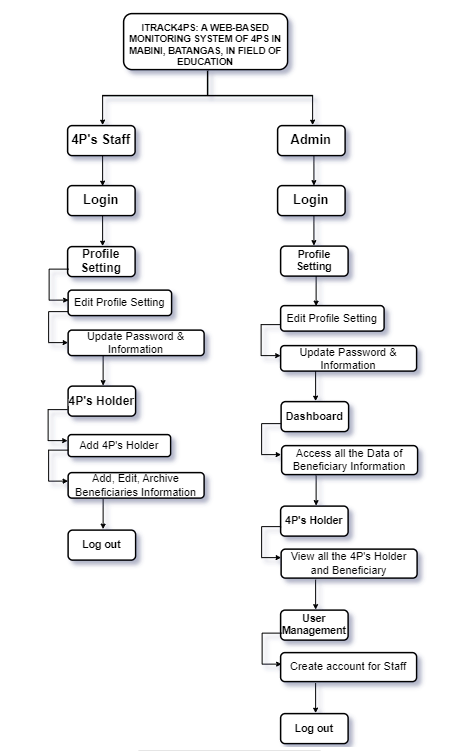 ITRACK4PS: A WEB-BASED
MONITORING SYSTEM OF 4PS IN
MABINI, BATANGAS, IN FIELD OF
EDUCATION
4P's Staff
Login
Profile
Setting
Edit Profile Setting
Update Password &
Information
4P's Holder
Add 4P's Holder
Add, Edit, Archive
Beneficiaries Information
Log out
Admin
Login
Profile
Setting
Edit Profile Setting
Update Password &
Information
Dashboard
Access all the Data of
Beneficiary Information
4P's Holder
View all the 4P's Holder
and Beneficiary
User
Management
Create account for Staff
Log out